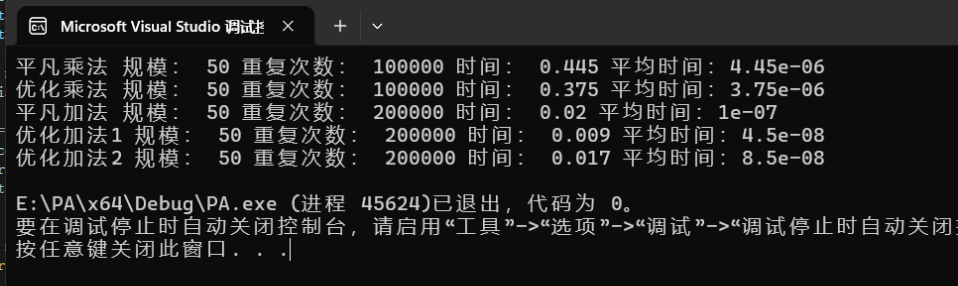 Microsoft Visual Studio 调试控
平凡乘法 规模： 50 重复次数： 100000 时间： 0.445 平均时间：4.45e-06
优化乘法 规模： 50 重复次数： 100000 时间： 0.375 平均时间：3.75e-06
平凡加法 规模： 50 重复次数： 200000 时间： 0.02 平均时间：1e-07
优化加法1 规模： 50 重复次数： 200000 时间： 0.009 平均时间：4.5e-08
优化加法2 规模： 50 重复次数： 200000 时间： 0.017 平均时间：8.5e-08
E:\PA\x64\Debug\PA.exe (进程 45624)已退出，代码为 0。
要在调试停止时自动关闭控制台，请启用“工具”->“选项”->“调试”->“调试停止时自动关闭
按任意键关闭此窗口. . .